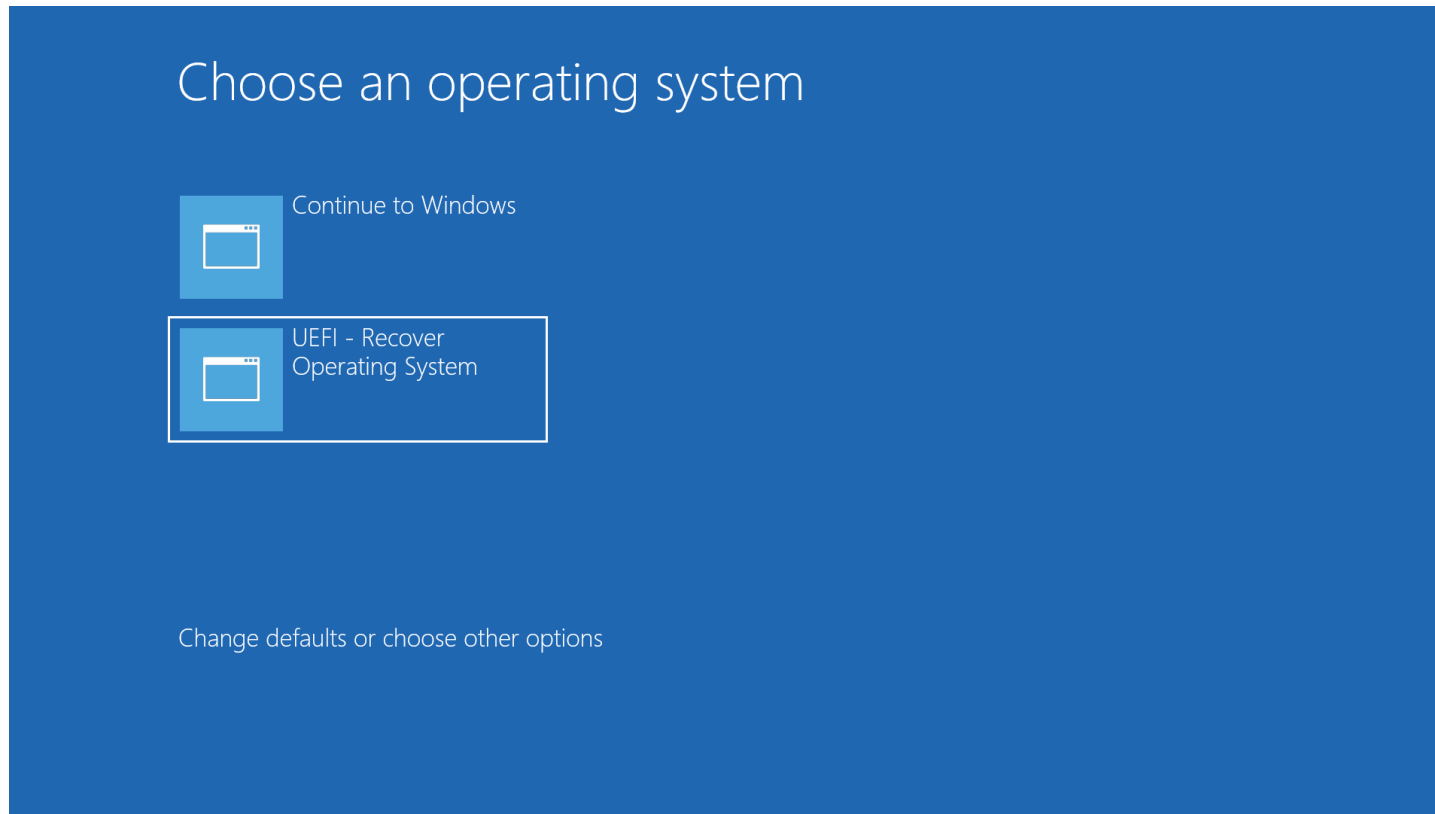 Choose an operating system
Continue to Windows
UEFI - Recover
Operating System
Change defaults or choose other options